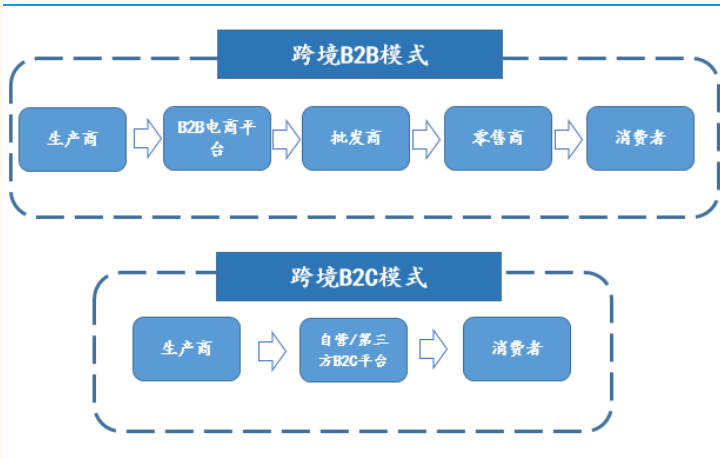 跨境B2B模式
生产商
B2B电商平
台
批发商
零售商
消费者
跨境B2C模式
生产商
自营/第三
方B2C平台
消费者